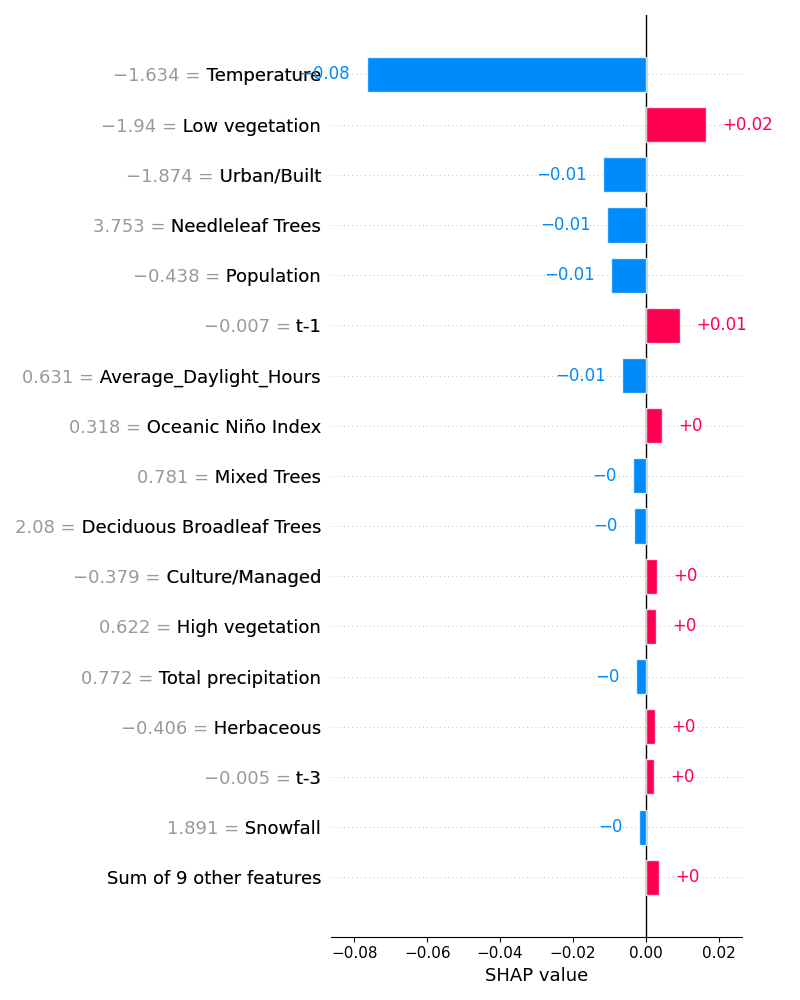 −1.634 = Temperature −0.08
−1.94 = Low vegetation +0.02
−1.874 = Urban/Built −0.01
3.753 = Needleleaf Trees −0.01
−0.438 = Population −0.01
−0.007 = t-1 +0.01
0.631 = Average_Daylight_Hours −0.01
0.318 = Oceanic Niño Index +0
0.781 = Mixed Trees −0
2.08 = Deciduous Broadleaf Trees −0
−0.379 = Culture/Managed +0
0.622 = High vegetation +0
0.772 = Total precipitation −0
−0.406 = Herbaceous +0
−0.005 = t-3 +0
1.891 = Snowfall −0
Sum of 9 other features +0
−0.08 −0.06 −0.04 −0.02 0.00 0.02
SHAP value